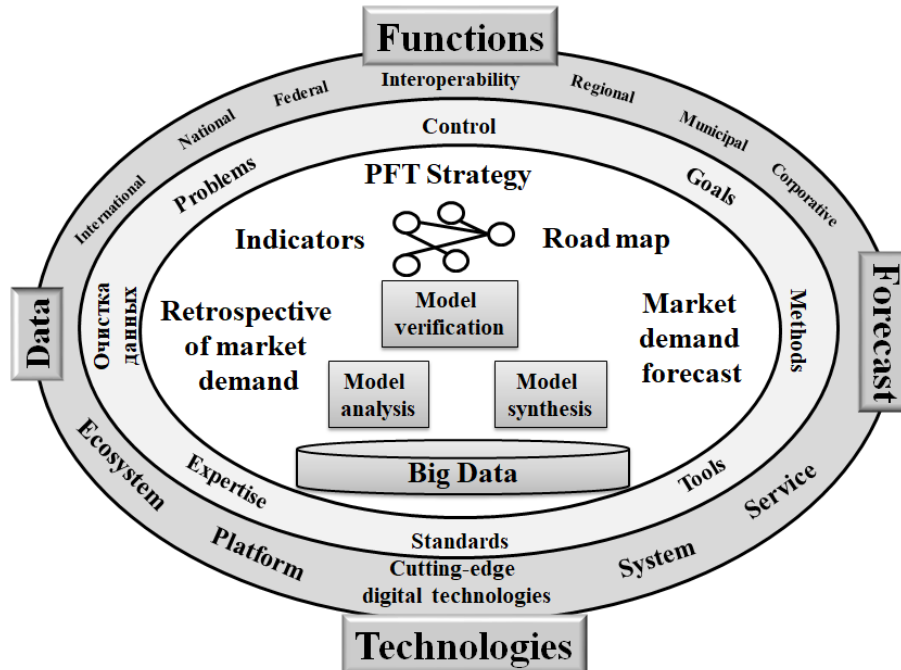 Functions
Interoperability
Federal
Regional
National
Municipal
International
Corporative
Control
Problems
Goals
PFT Strategy
Indicators
Road map
Data
Очистка
данных
Retrospective
of market
demand
Model
verification
Market
demand
forecast
Methods
Forecast
Model
analysis
Model
synthesis
Big Data
Ecosystem
Expertise
Tools
Service
Platform
Standards
System
Cutting-edge
digital technologies
Technologies